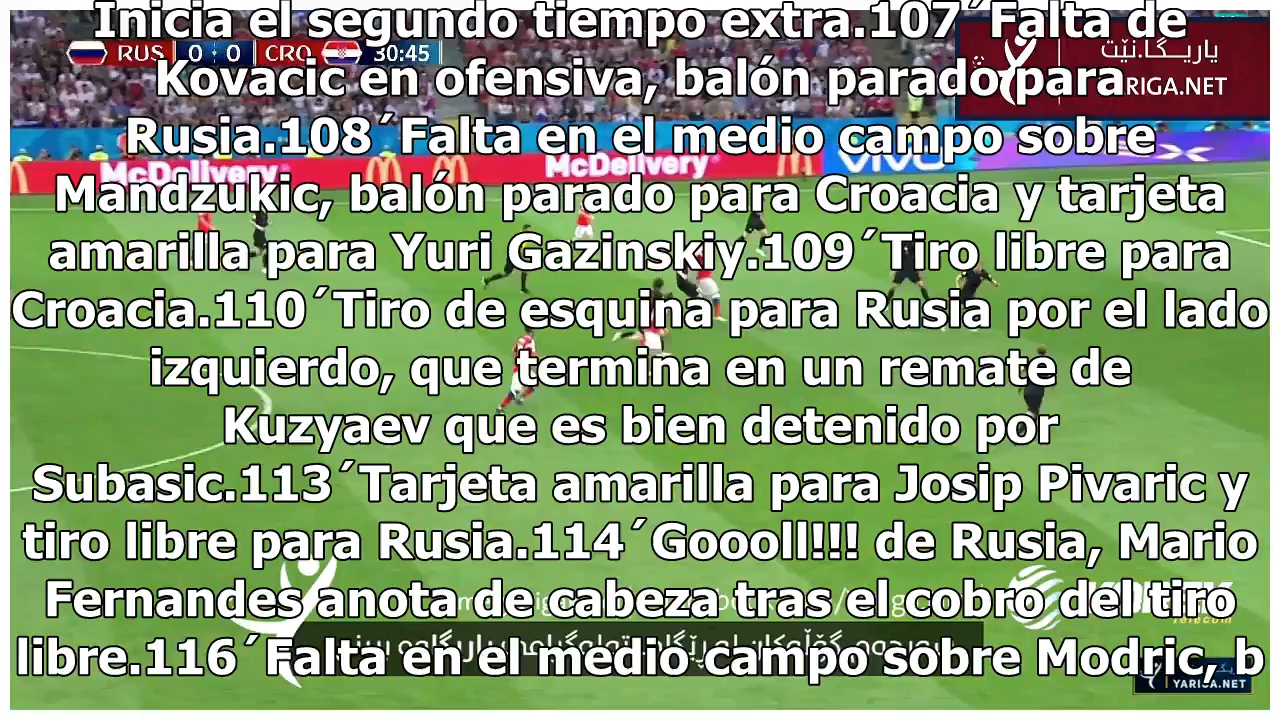 Inicia el segundo tiempo extra.107´Falta de
RUS 0 0 CRO 30:45
یاریگا.نێت
Kovacic en ofensiva, balón parado para
RIGA.NET
Rusia.108´Falta en el medio campo sobre
McDelivery McDelivery vivo
Mandzukic, balón parado para Croacia y tarjeta
amarilla para Yuri Gazinskiy.109´Tiro libre para
Croacia.110´Tiro de esquina para Rusia por el lado
izquierdo, que termina en un remate de
Kuzyaev que es bien detenido por
Subasic.113´Tarjeta amarilla para Josip Pivaric y
tiro libre para Rusia.114´Goooll!!! de Rusia, Mario
Fernandes anota de cabeza tras el cobro del tiro
Telecom
libre.116´Falta en el medio campo sobre Modric, b
YARIGA.NET